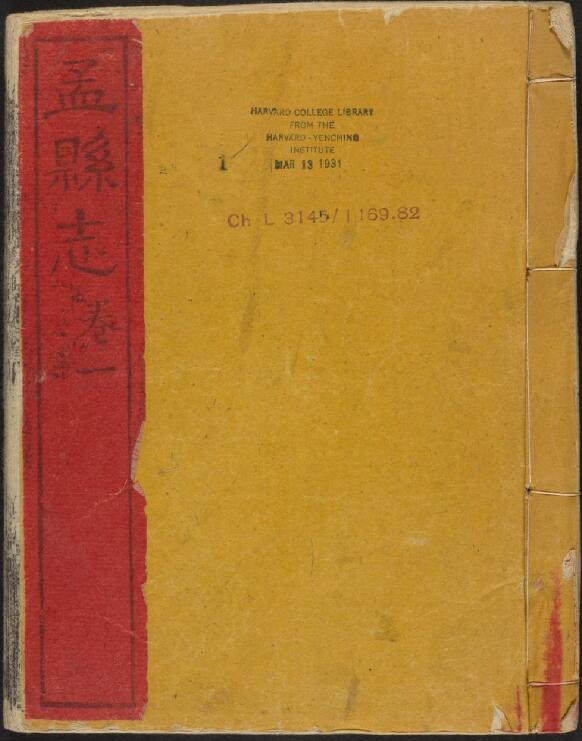 孟縣志
卷一
HARVARD COLLEGE LIBRARY
FROM THE
HARVARD-YENCHING
INSTITUTE
MAR 13 1931
1
Ch L 3145/1169.82